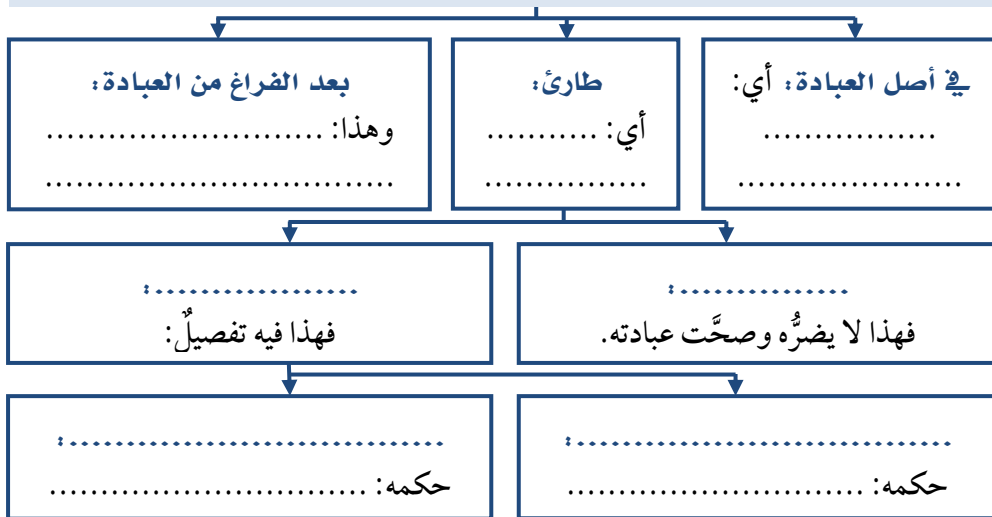 في أصل العبادة: أي:
.................
......................
طارئ:
أي: ...........
................
بعد الفراغ من العبادة:
وهذا: ...........................
..................................
...............:
فهذا لا يضرُّه وصحَّت عبادته.
...................:
فهذا فيه تفصيلٌ:
..................................:
حكمه: .............................
..................................:
حكمه: ...............................